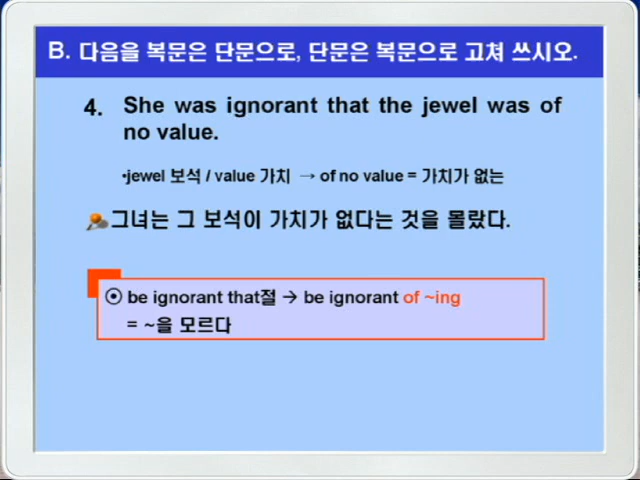 B. 다음을 복문은 단문으로, 단문은 복문으로 고쳐 쓰시오.
4. She was ignorant that the jewel was of
no value.
•jewel 보석 / value 가치 → of no value = 가치가 없는
그녀는 그 보석이 가치가 없다는 것을 몰랐다.
⊙ be ignorant that절 → be ignorant of ~ing
= ~을 모르다